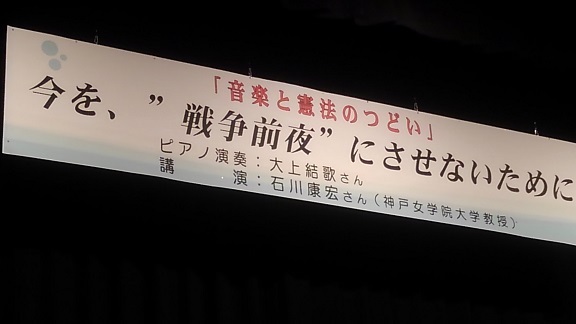 「音楽と憲法のつどい」
今を、”戦争前夜”にさせないために
ピアノ演奏：大上結歌さん
講　　演：石川康宏さん（神戸女学院大学教授）